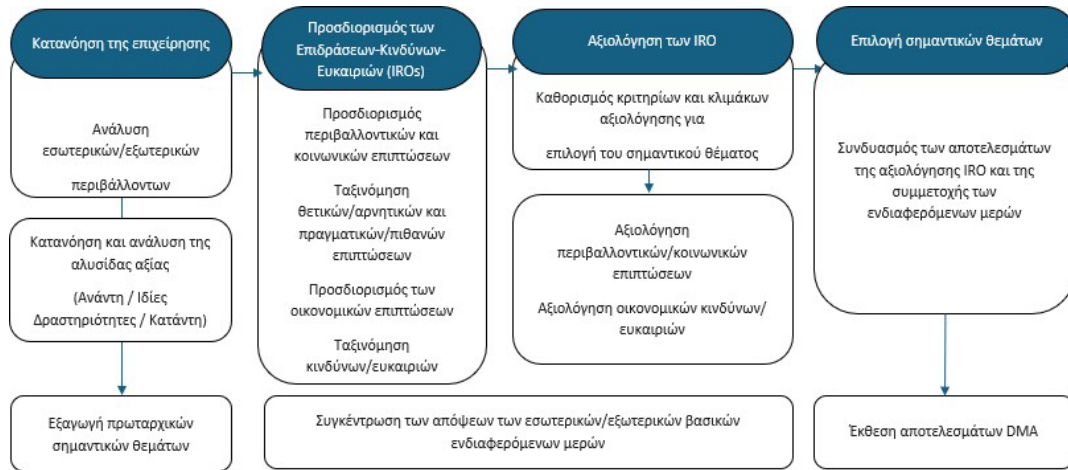 Κατανόηση της επιχείρησης
Ανάλυση
εσωτερικών/εξωτερικών
περιβάλλοντων
Κατανόηση και ανάλυση της
αλυσίδας αξίας
(Ανάντη / Ιδίες
Δραστηριότητες / Κατάντη)
Εξαγωγή πρωταρχικών
σημαντικών θεμάτων
Προσδιορισμός των
Επιδράσεων-Κινδύνων-
Ευκαιριών (IROs)
Προσδιορισμός
περιβαλλοντικών και
κοινωνικών επιπτώσεων
Ταξινόμηση
θετικών/αρνητικών και
πραγματικών/πιθανών
επιπτώσεων
Προσδιορισμός των
οικονομικών επιπτώσεων
Ταξινόμηση
κινδύνων/ευκαιριών
Αξιολόγηση των IRO
Καθορισμός κριτηρίων και κλιμάκων
αξιολόγησης για
επιλογή του σημαντικού θέματος
Αξιολόγηση
περιβαλλοντικών/κοινωνικών
επιπτώσεων
Αξιολόγηση οικονομικών κινδύνων/
ευκαιριών
Συγκέντρωση των απόψεων των εσωτερικών/εξωτερικών βασικών
ενδιαφερόμενων μερών
Επιλογή σημαντικών θεμάτων
Συνδυασμός των αποτελεσμάτων
της αξιολόγησης IRO και της
συμμετοχής των
ενδιαφερόμενων μερών
Έκθεση αποτελεσμάτων DMA